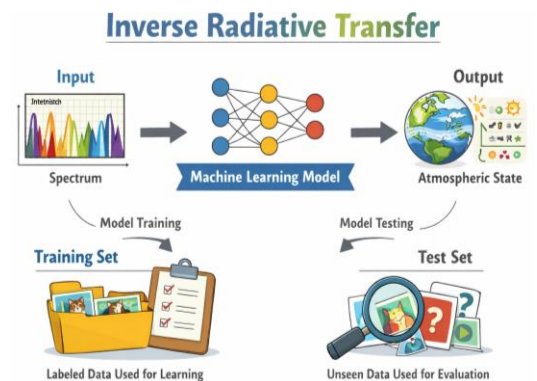 Inverse Radiative Transfer
Input
Output
Intetnistch
Spectrum
Machine Learning Model
Atmospheric State
Model Training
Model Testing
Training Set
Test Set
?
?
Labeled Data Used for Learning
Unseen Data Used for Evaluation